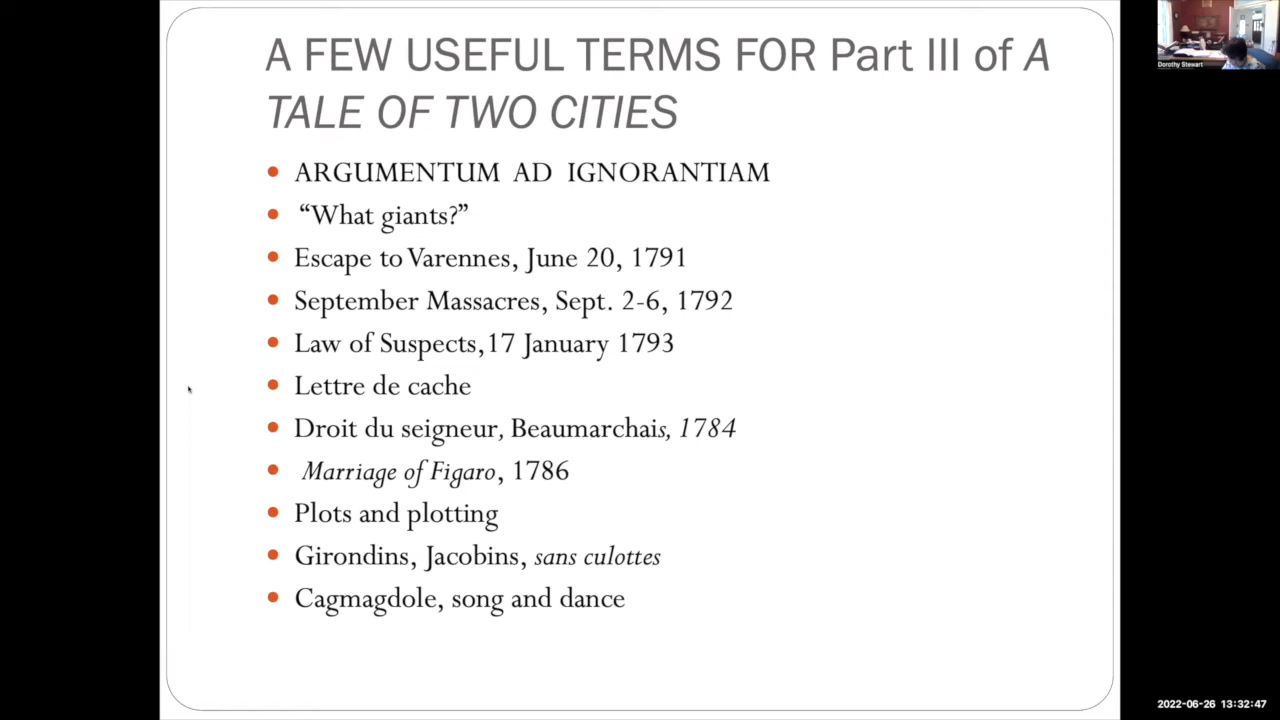 A FEW USEFUL TERMS FOR Part III of A
TALE OF TWO CITIES
ARGUMENTUM AD IGNORANTIAM
“What giants?”
Escape to Varennes, June 20, 1791
September Massacres, Sept. 2-6, 1792
Law of Suspects,17 January 1793
Lettre de cache
Droit du seigneur, Beaumarchais, 1784
Marriage of Figaro, 1786
Plots and plotting
Girondins, Jacobins, sans culottes
Cagmagdole, song and dance
Dorothy Stewart
2022-06-26 13:32:47